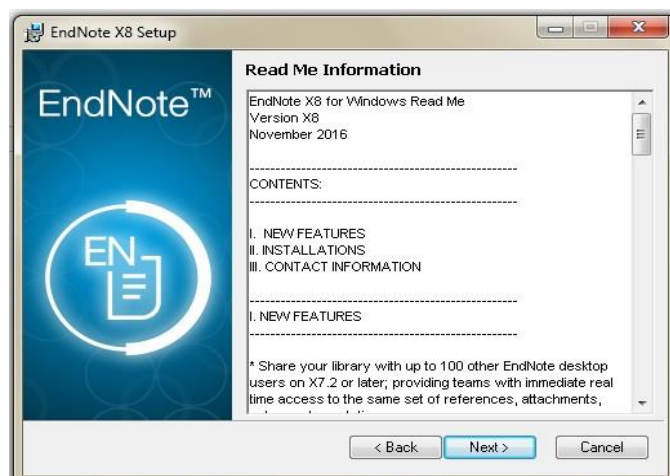 EndNote X8 Setup
EndNote™
EN
Read Me Information
EndNote X8 for Windows Read Me
Version X8
November 2016
--------------------------------------------------------
CONTENTS:
--------------------------------------------------------
I. NEW FEATURES
II. INSTALLATIONS
III. CONTACT INFORMATION
--------------------------------------------------------
I. NEW FEATURES
--------------------------------------------------------
* Share your library with up to 100 other EndNote desktop
users on X7.2 or later; providing teams with immediate real
time access to the same set of references, attachments,
< Back
Next >
Cancel